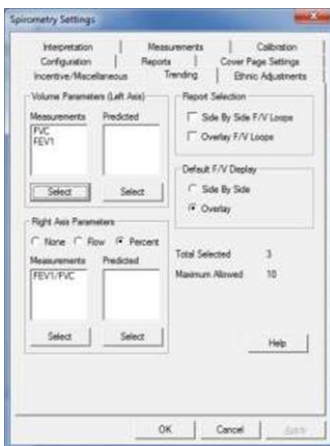 Spirometry Settings
Interpretation Measurements Calibration
Configuration Reports Cover Page Settings
Incentive/Miscellaneous Trending Ethnic Adjustments
Volume Parameters (Left Axis)
Measurements Predicted
FVC
FEV1
Select Select
Right Axis Parameters
None Flow Percent
Measurements Predicted
FEV1/FVC
Select Select
Report Selection
Side By Side F/V Loops
Overlay F/V Loops
Default F/V Display
Side By Side
Overlay
Total Selected 3
Maximum Allowed 10
Help
OK Cancel Apply